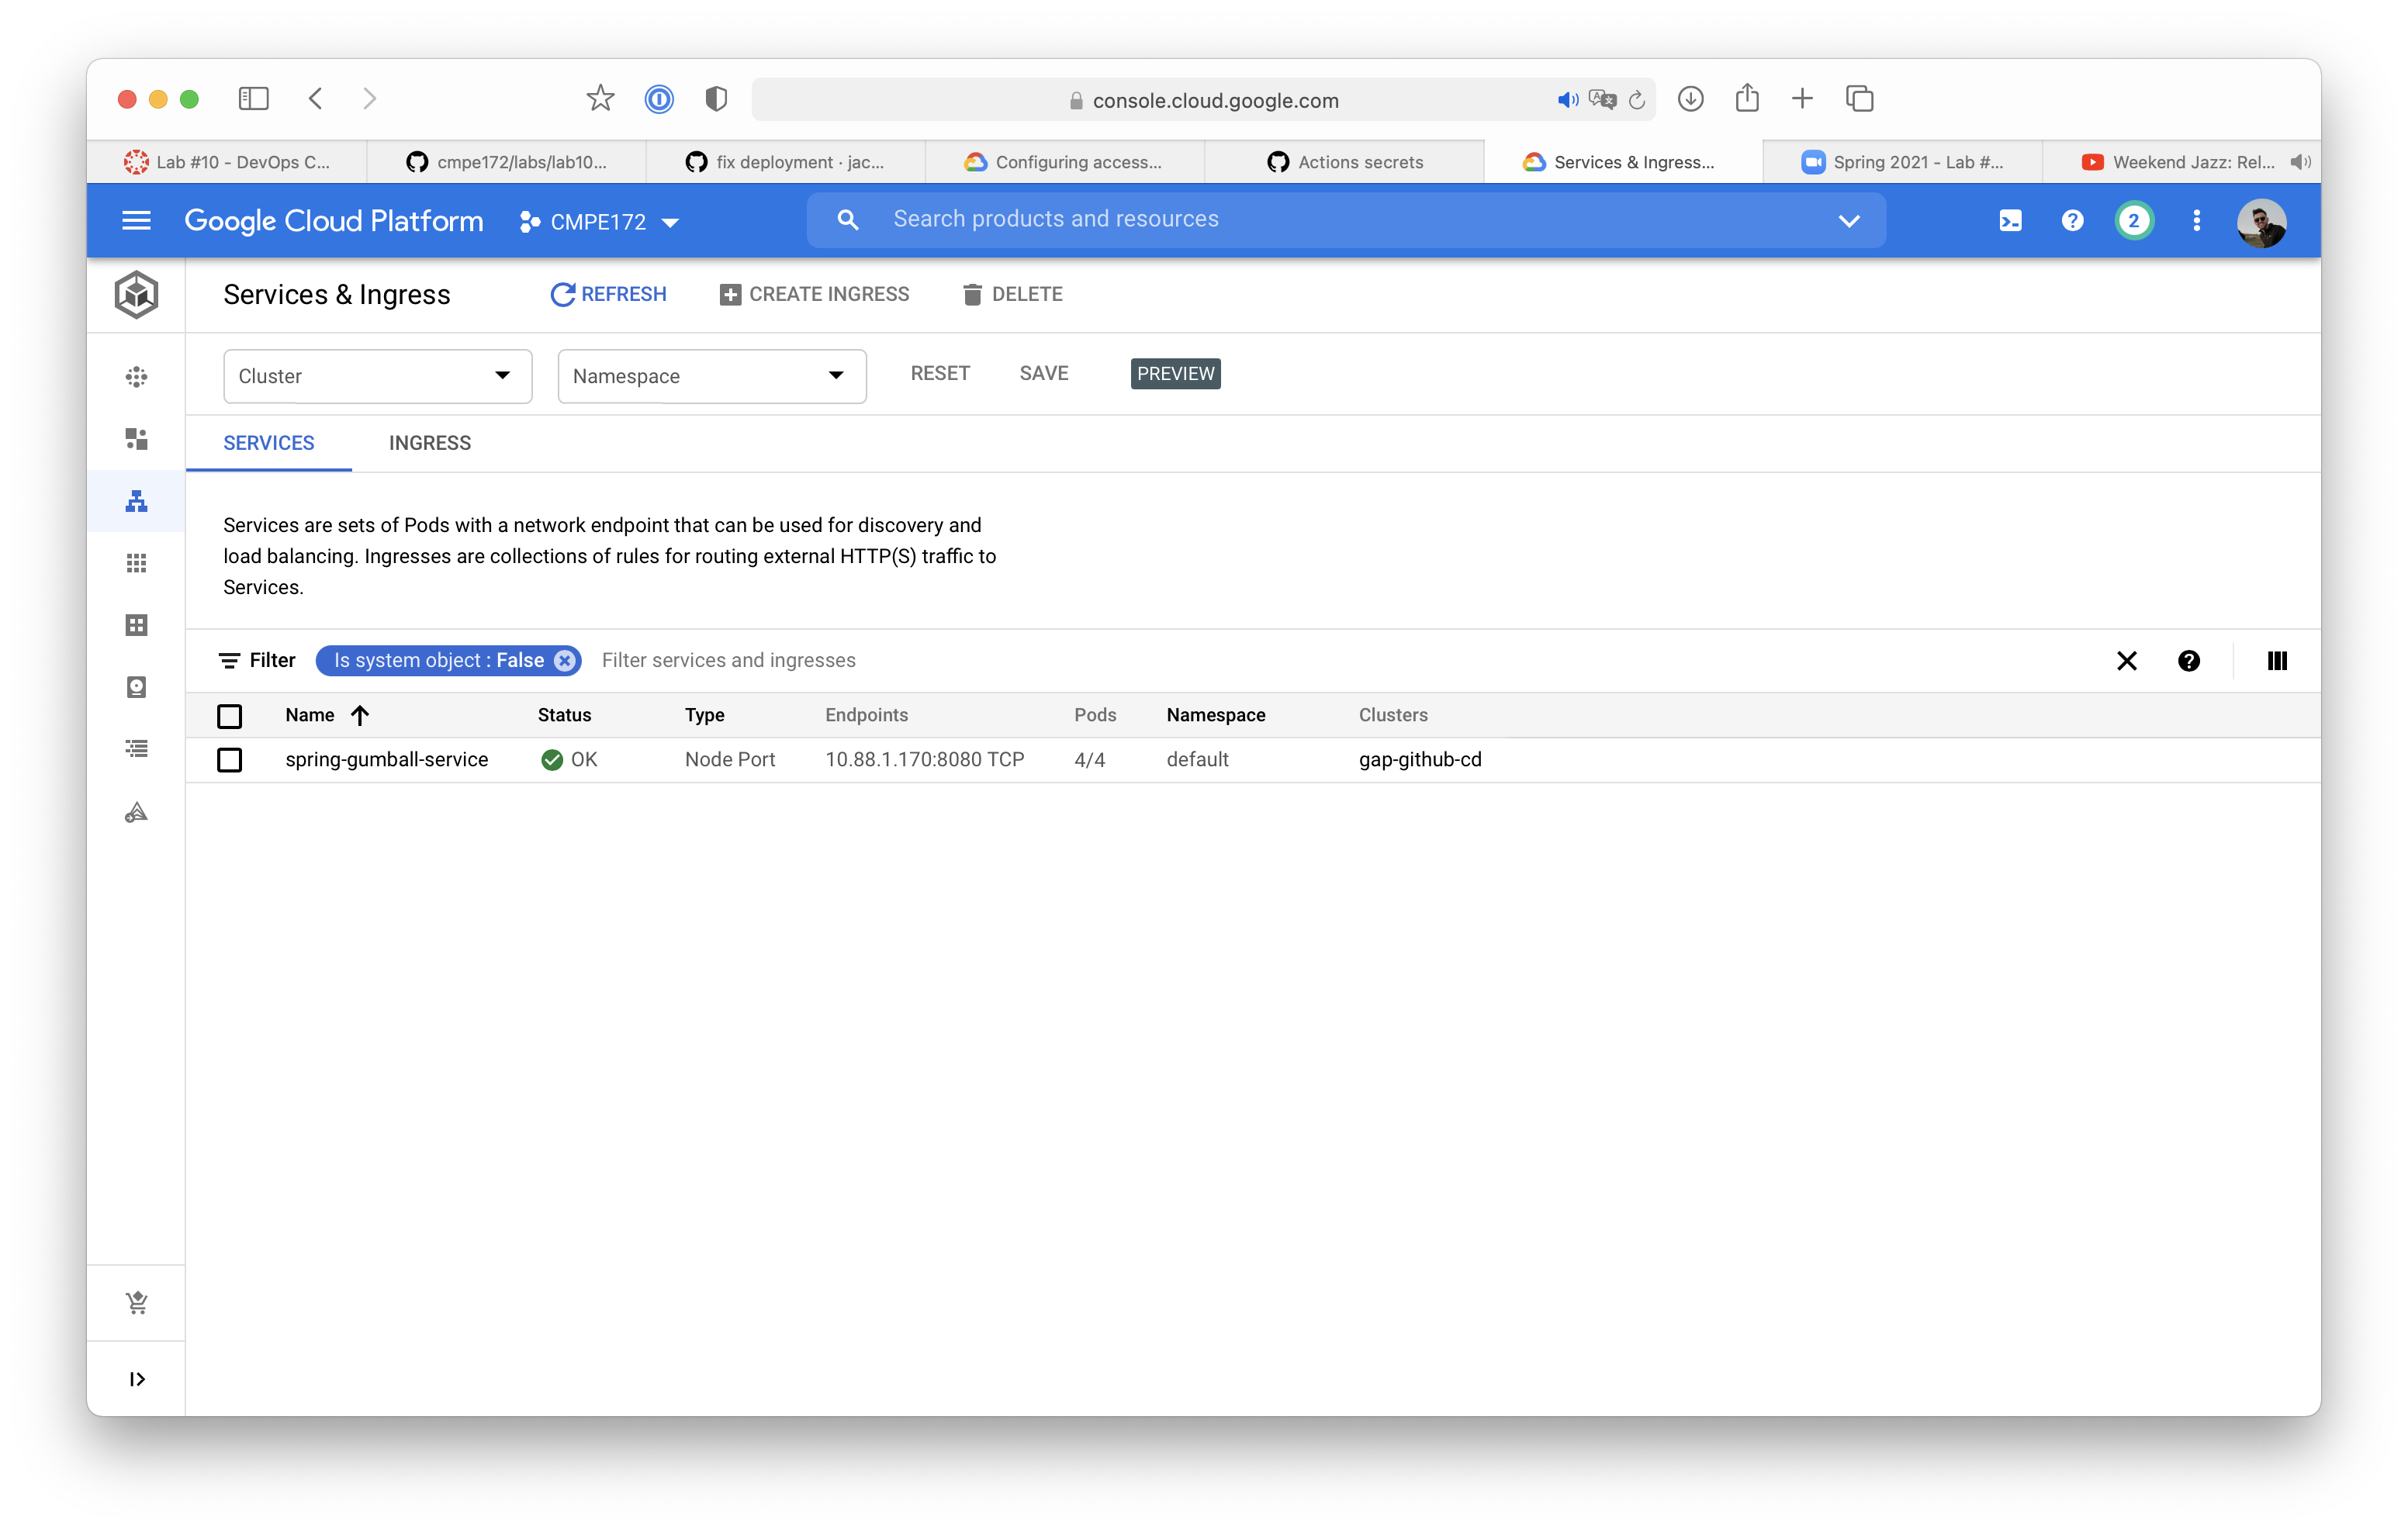 console.cloud.google.com
Lab #10 - DevOps C...
cmpe172/labs/lab10...
fix deployment · jac...
Configuring access...
Actions secrets
Services & Ingress...
Spring 2021 - Lab #...
Weekend Jazz: Rel...
Google Cloud Platform
CMPE172
Search products and resources
2
Services & Ingress
REFRESH
CREATE INGRESS
DELETE
Cluster
Namespace
RESET
SAVE
PREVIEW
SERVICES
INGRESS
Services are sets of Pods with a network endpoint that can be used for discovery and
load balancing. Ingresses are collections of rules for routing external HTTP(S) traffic to
Services.
Filter
Is system object : False
Filter services and ingresses
Name Status Type Endpoints Pods Namespace Clusters
spring-gumball-service OK Node Port 10.88.1.170:8080 TCP 4/4 default gap-github-cd